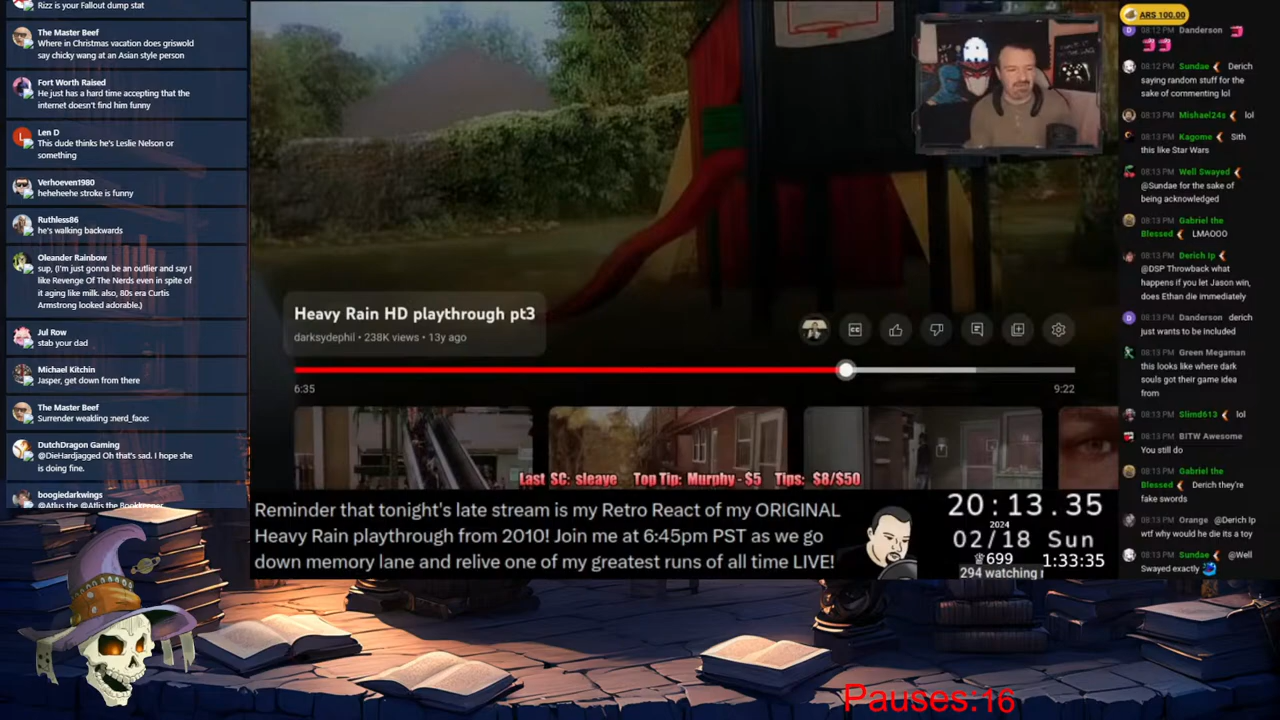 Rizz is your Fallout dump stat
The Master Beef
Where in Christmas vacation does griswold
say chicky wang at an Asian style person
Fort Worth Raised
He just has a hard time accepting that the
internet doesn't find him funny
Len D
This dude thinks he's Leslie Nelson or
something
Verhoeven1980
heheheehe stroke is funny
Ruthless86
he's walking backwards
Oleander Rainbow
sup, (I'm just gonna be an outlier and say I
like Revenge Of The Nerds even in spite of
it aging like milk. also, 80s era Curtis
Armstrong looked adorable.)
Jul Row
stab your dad
Michael Kitchin
Jasper, get down from there
The Master Beef
Surrender weakling :nerd_face:
DutchDragon Gaming
@DieHardjagged Oh that's sad. I hope she
is doing fine.
boogiedarkwings
@Atlus the @Atlis the Bookkeeper
Heavy Rain HD playthrough pt3
darksydephil • 238K views • 13y ago
CC
6:35
9:22
Last SC: sleaye Top Tip: Murphy - $5 Tips: $8/$50
Reminder that tonight's late stream is my Retro React of my ORIGINAL
Heavy Rain playthrough from 2010! Join me at 6:45pm PST as we go
down memory lane and relive one of my greatest runs of all time LIVE!
20:13.35
2024
02/18 Sun
699
1:33:35
294 watching
ARS 100.00
D 08:12 PM Danderson
08:12 PM Sundae Derich
saying random stuff for the
sake of commenting lol
08:13 PM Mishael24s lol
08:13 PM Kagome Sith
this like Star Wars
08:13 PM Well Swayed
@Sundae for the sake of
being acknowledged
08:13 PM Gabriel the
Blessed LMAOOO
08:13 PM Derich Ip
@DSP Throwback what
happens if you let Jason win,
does Ethan die immediately
D 08:13 PM Danderson derich
just wants to be included
08:13 PM Green Megaman
this looks like where dark
souls got their game idea
from
08:13 PM Slimd613 lol
08:13 PM BITW Awesome
You still do
08:13 PM Gabriel the
Blessed Derich they're
fake swords
08:13 PM Orange @Derich Ip
wtf why would he die its a toy
08:13 PM Sundae @Well
Swayed exactly
Pauses:16